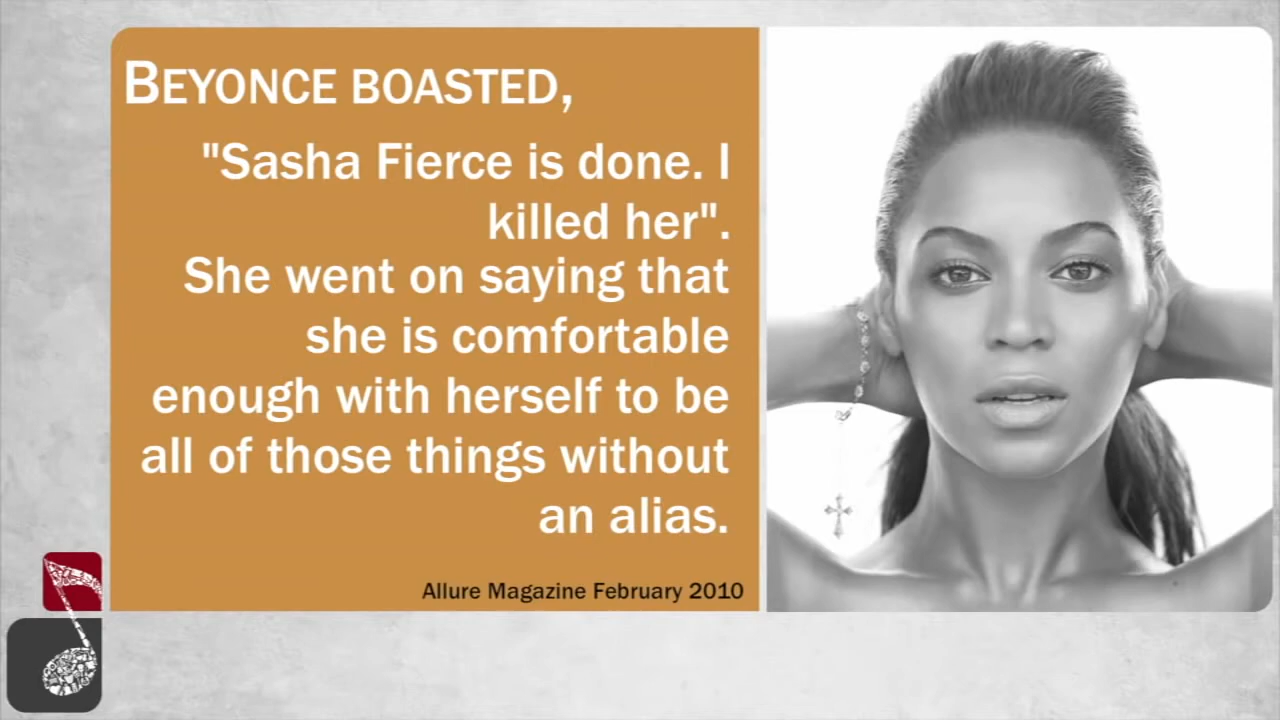 BEYONCE BOASTED,
"Sasha Fierce is done. I
killed her".
She went on saying that
she is comfortable
enough with herself to be
all of those things without
an alias.
Allure Magazine February 2010